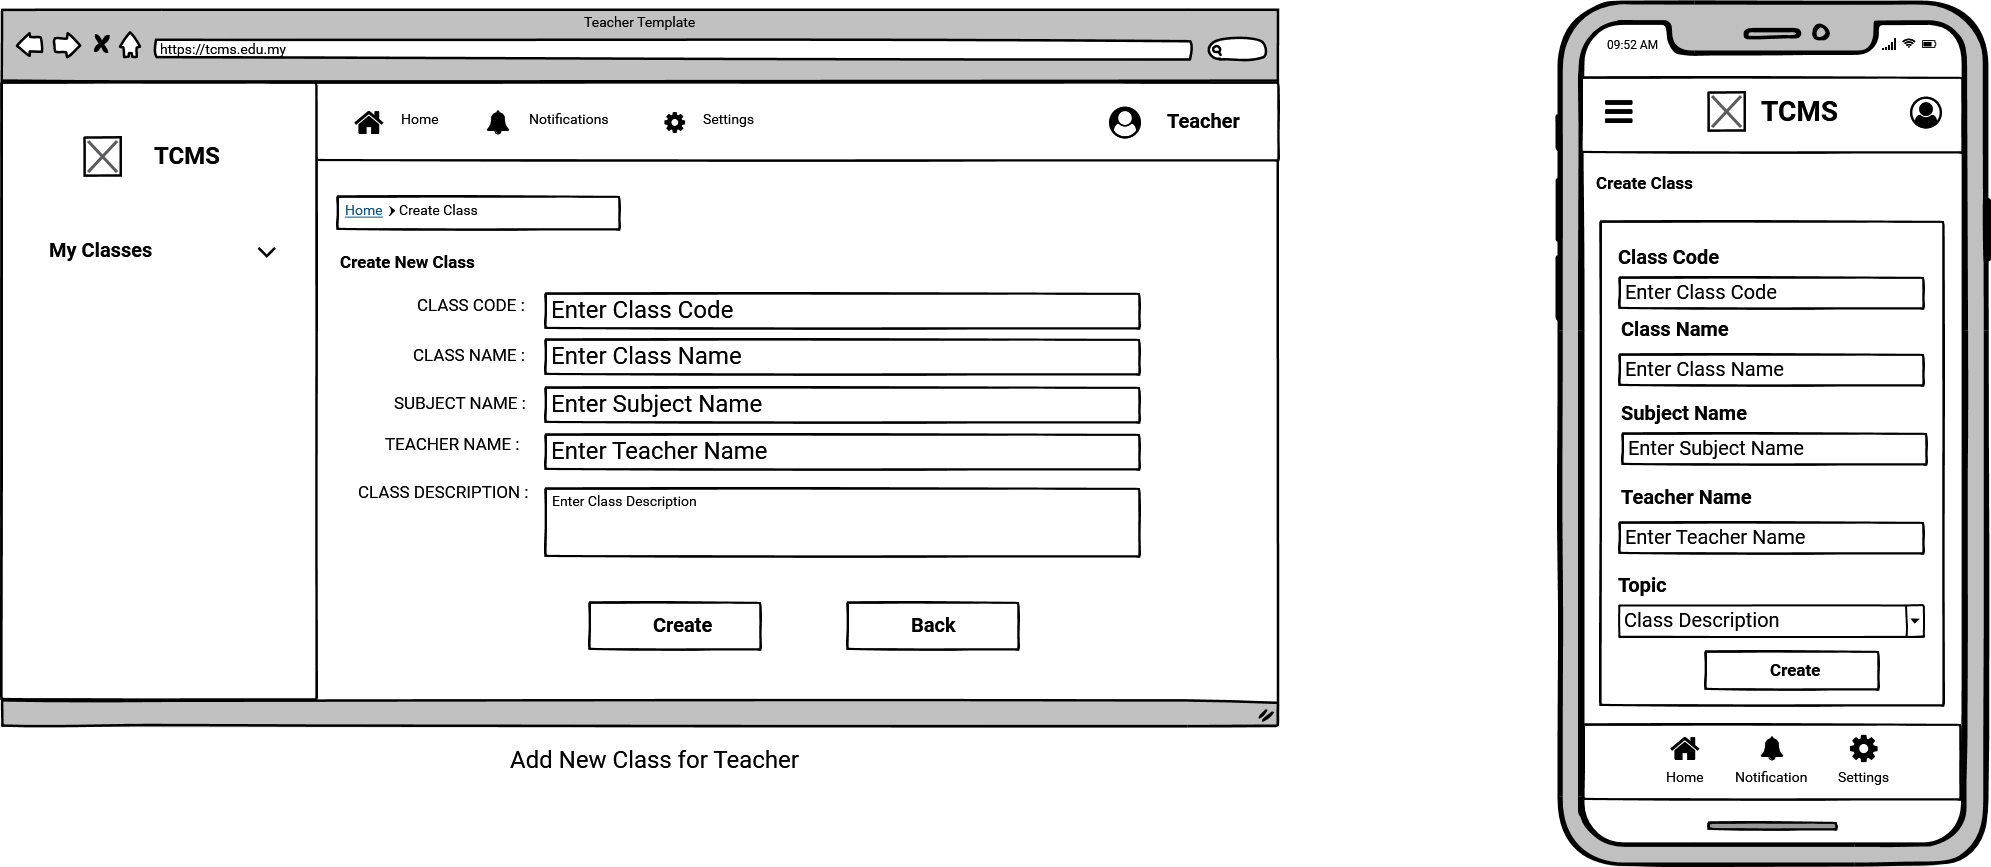 Teacher Template
https://tcms.edu.my
Home
Notifications
Settings
Teacher
TCMS
My Classes
Home Create Class
Create New Class
CLASS CODE :
Enter Class Code
CLASS NAME :
Enter Class Name
SUBJECT NAME :
Enter Subject Name
TEACHER NAME :
Enter Teacher Name
CLASS DESCRIPTION :
Enter Class Description
Create
Back
Add New Class for Teacher
09:52 AM
TCMS
Create Class
Class Code
Enter Class Code
Class Name
Enter Class Name
Subject Name
Enter Subject Name
Teacher Name
Enter Teacher Name
Topic
Class Description
Create
Home
Notification
Settings